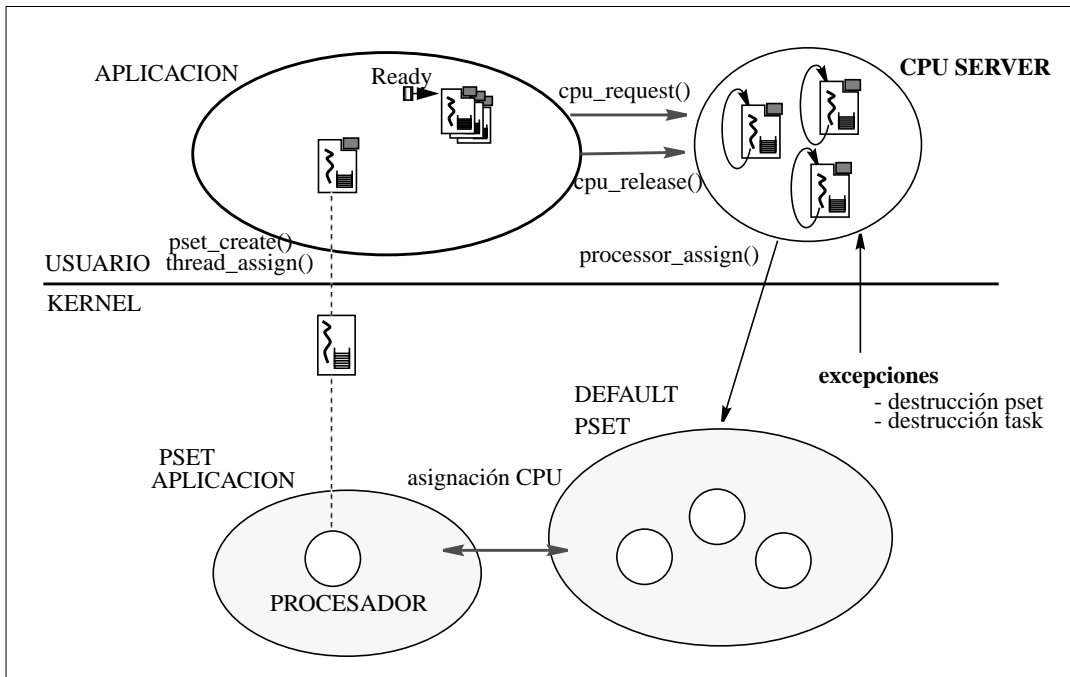 APLICACION
Ready
CPU SERVER
cpu_request()
cpu_release()
pset_create()
thread_assign()
processor_assign()
USUARIO
KERNEL
excepciones
- destrucción pset
- destrucción task
DEFAULT
PSET
PSET
APLICACION
asignación CPU
PROCESADOR